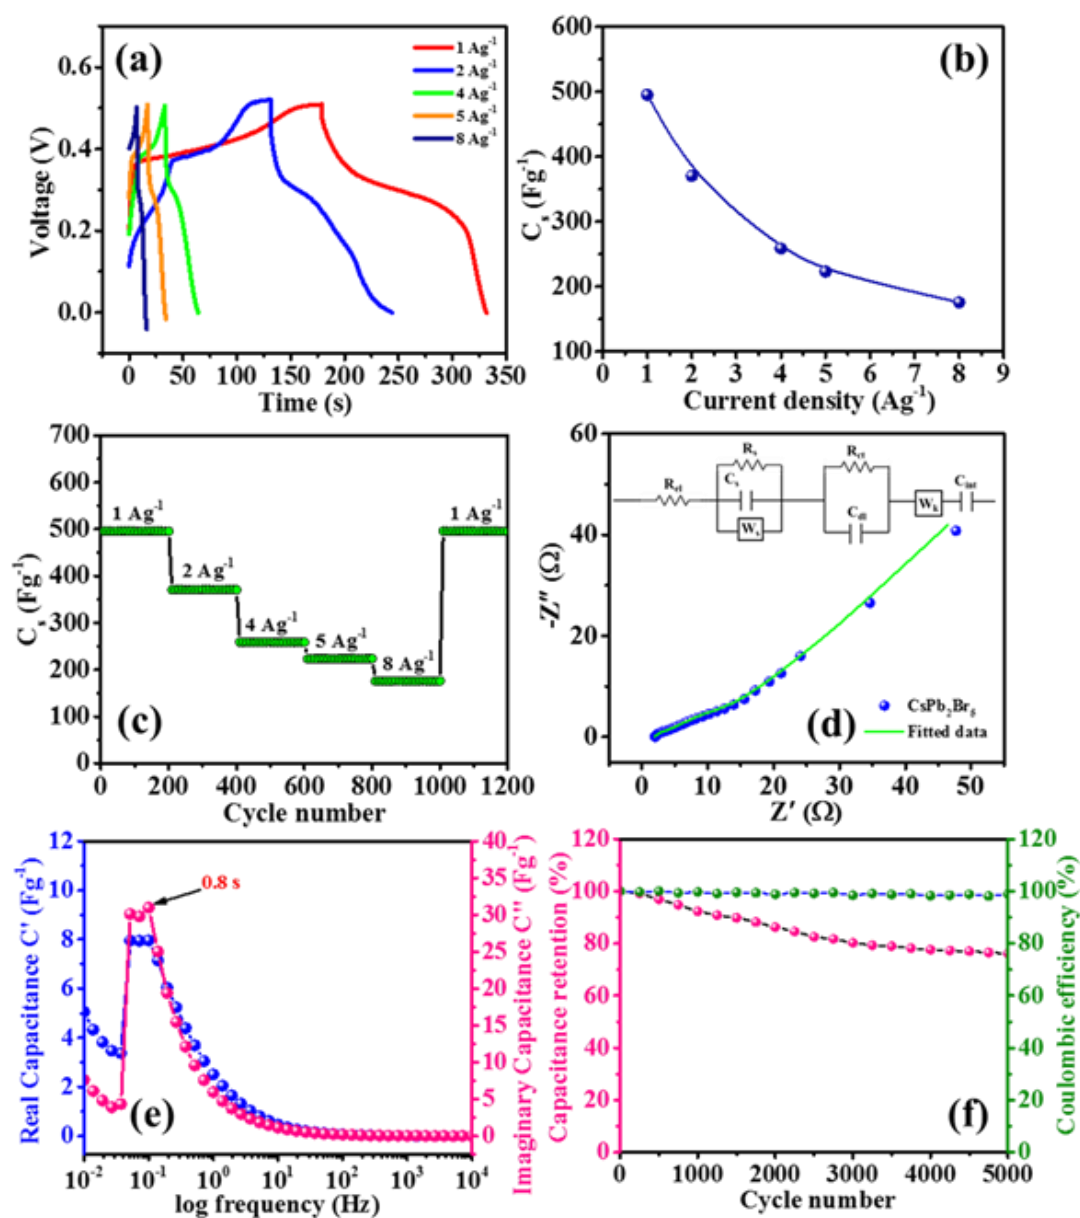 (a)
1 Ag⁻¹
2 Ag⁻¹
4 Ag⁻¹
5 Ag⁻¹
8 Ag⁻¹
0.6
0.4
0.2
0.0
Voltage (V)
0 50 100 150 200 250 300 350
Time (s)
(b)
600
500
400
300
200
100
Cₛ (Fg⁻¹)
0 1 2 3 4 5 6 7 8 9
Current density (Ag⁻¹)
700
600
500
400
300
200
100
0
Cₛ (Fg⁻¹)
1 Ag⁻¹
1 Ag⁻¹
2 Ag⁻¹
4 Ag⁻¹
5 Ag⁻¹
8 Ag⁻¹
(c)
0 200 400 600 800 1000 1200
Cycle number
60
40
20
0
-Z″ (Ω)
Rₛ
Cₛ
Wₛ
C_dl
C_int
CsPb₂Br₅
Fitted data
(d)
0 10 20 30 40 50
Z′ (Ω)
12
10
8
6
4
2
0
Real Capacitance C' (Fg⁻¹)
0.8 s
(e)
40
35
30
25
20
15
10
5
0
Imaginary Capacitance C'' (Fg⁻¹)
10⁻² 10⁻¹ 10⁰ 10¹ 10² 10³ 10⁴
log frequency (Hz)
120
100
80
60
40
20
0
Capacitance retention (%)
(f)
120
100
80
60
40
20
0
Coulombic efficiency (%)
0 1000 2000 3000 4000 5000
Cycle number